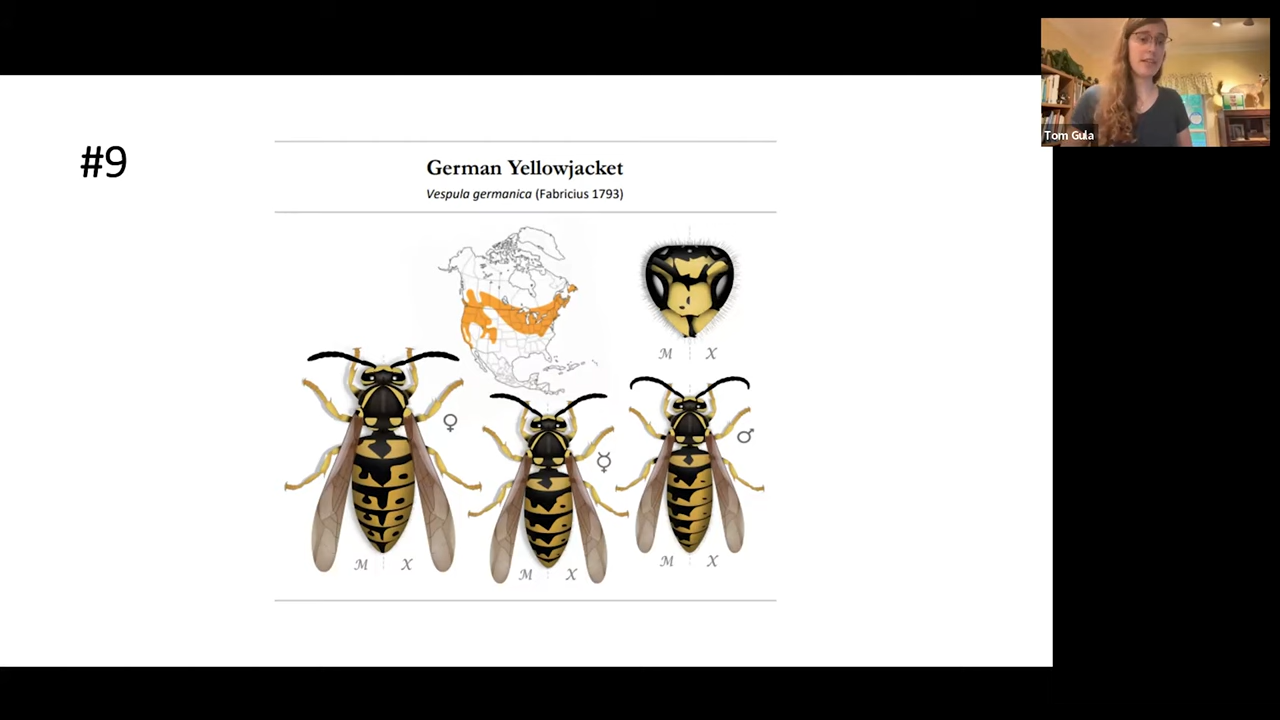 #9
German Yellowjacket
Vespula germanica (Fabricius 1793)
M X
♀
☿
♂
M X
M X
M X
Tom Gula